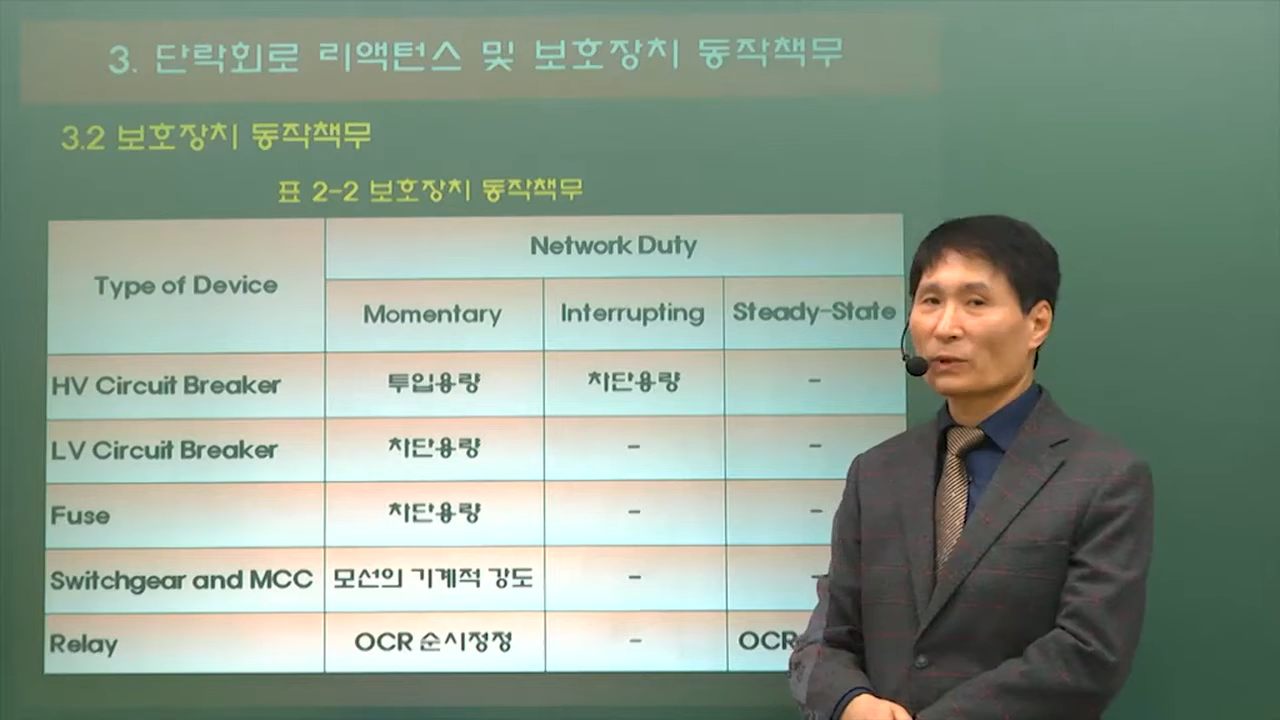 3. 단락회로 리액턴스 및 보호장치 동작책무
3.2 보호장치 동작책무
표 2-2 보호장치 동작책무
Type of Device
Network Duty
Momentary
Interrupting
Steady-State
HV Circuit Breaker
투입용량
차단용량
-
LV Circuit Breaker
차단용량
-
-
Fuse
차단용량
-
-
Switchgear and MCC
모선의 기계적 강도
-
-
Relay
OCR 순시정정
-
OCR